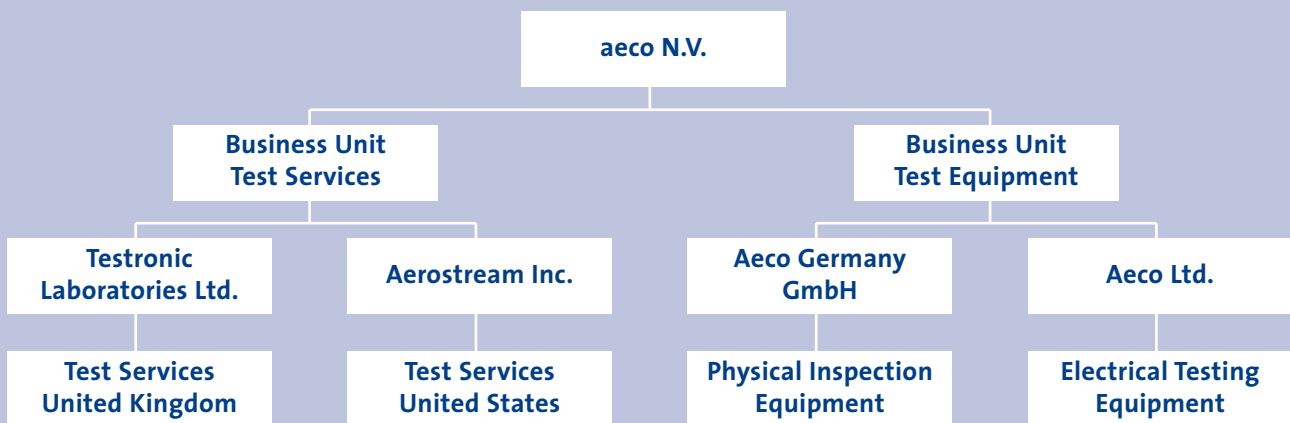 aeco N.V.
Business Unit
Test Services
Business Unit
Test Equipment
Testronic
Laboratories Ltd.
Aerostream Inc.
Aeco Germany
GmbH
Aeco Ltd.
Test Services
United Kingdom
Test Services
United States
Physical Inspection
Equipment
Electrical Testing
Equipment